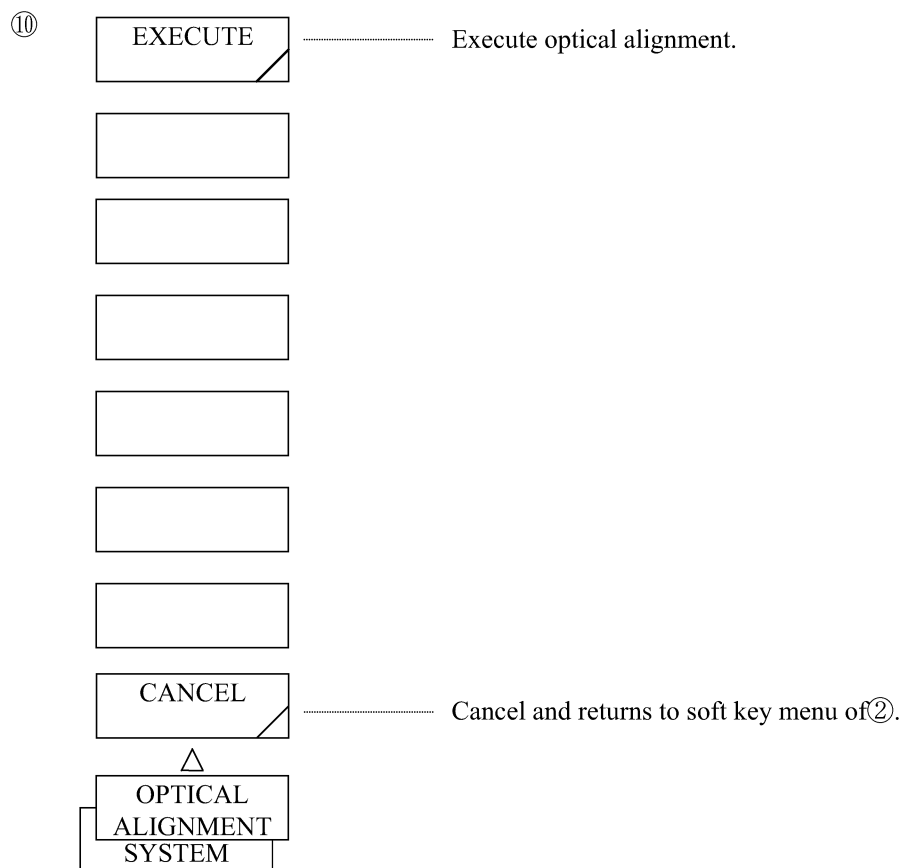 ⑩
EXECUTE
Execute optical alignment.
CANCEL
Cancel and returns to soft key menu of②.
OPTICAL
ALIGNMENT
SYSTEM